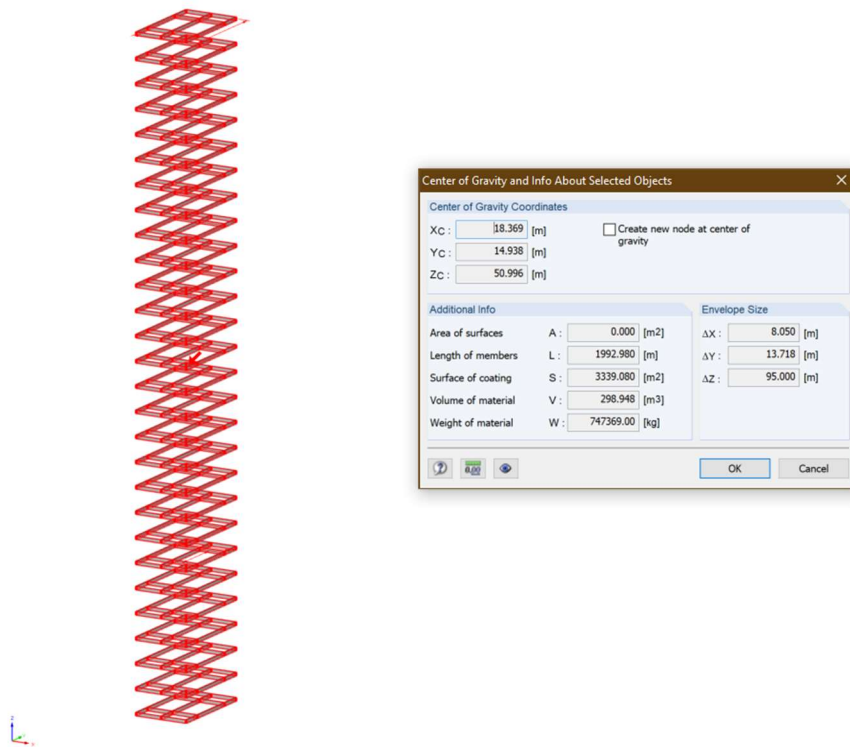 Center of Gravity and Info About Selected Objects
Center of Gravity Coordinates
XC : 18.369 [m] Create new node at center of gravity
YC : 14.938 [m]
ZC : 50.996 [m]
Additional Info Envelope Size
Area of surfaces A : 0.000 [m2] ΔX : 8.050 [m]
Length of members L : 1992.980 [m] ΔY : 13.718 [m]
Surface of coating S : 3339.080 [m2] ΔZ : 95.000 [m]
Volume of material V : 298.948 [m3]
Weight of material W : 747369.00 [kg]
0,00 OK Cancel
Z
X